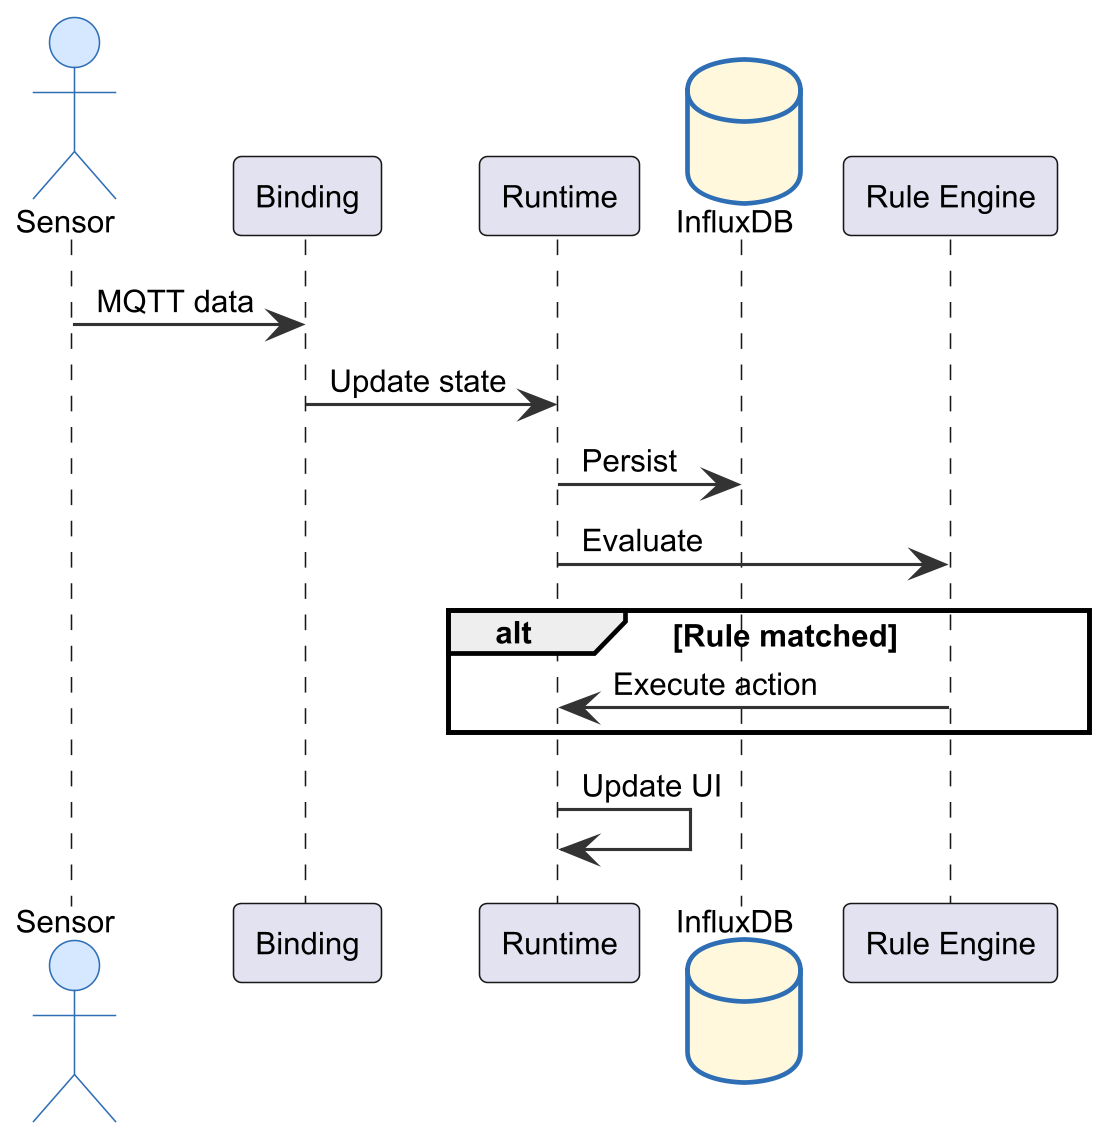 Sensor
Binding
Runtime
InfluxDB
Rule Engine
MQTT data
Update state
Persist
Evaluate
alt
[Rule matched]
Execute action
Update UI
Sensor
Binding
Runtime
InfluxDB
Rule Engine